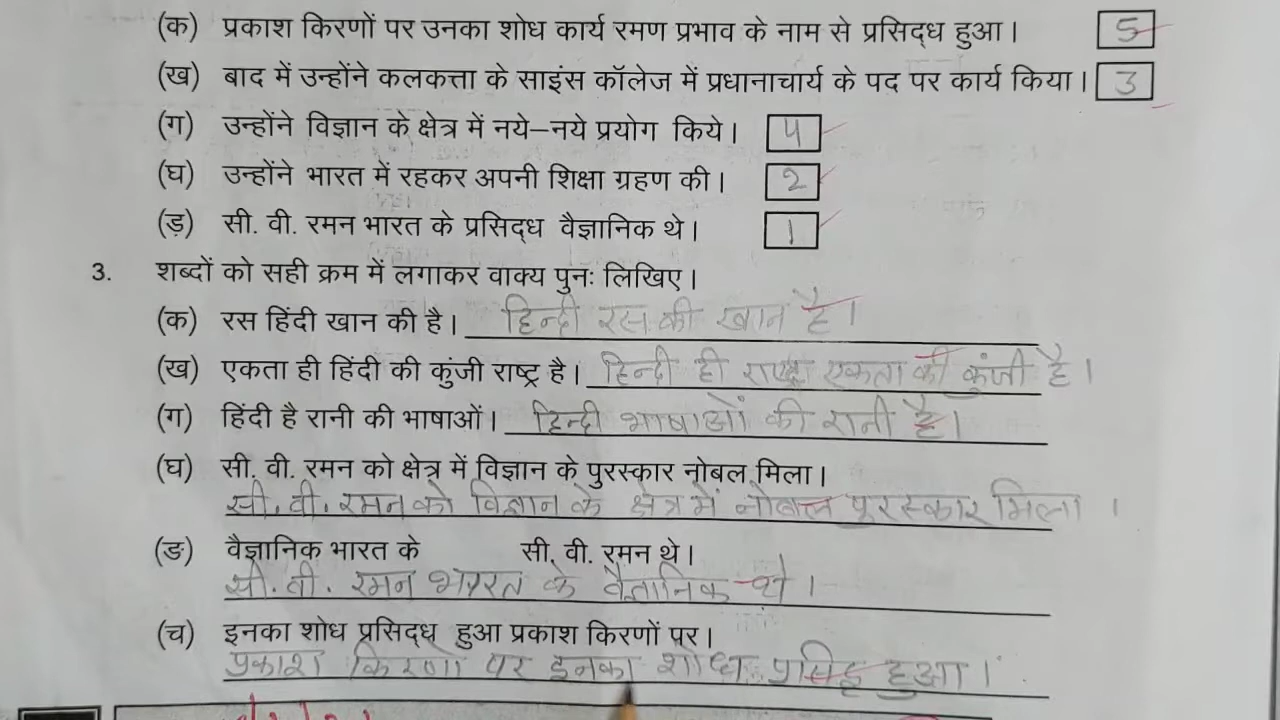 (क) प्रकाश किरणों पर उनका शोध कार्य रमण प्रभाव के नाम से प्रसिद्ध हुआ। 5
(ख) बाद में उन्होंने कलकत्ता के साइंस कॉलेज में प्रधानाचार्य के पद पर कार्य किया। 3
(ग) उन्होंने विज्ञान के क्षेत्र में नये–नये प्रयोग किये। 4
(घ) उन्होंने भारत में रहकर अपनी शिक्षा ग्रहण की। 2
(ड़) सी. वी. रमन भारत के प्रसिद्ध वैज्ञानिक थे। 1
3. शब्दों को सही क्रम में लगाकर वाक्य पुनः लिखिए।
(क) रस हिंदी खान की है। हिन्दी रस की खान है।
(ख) एकता ही हिंदी की कुंजी राष्ट्र है। हिन्दी ही राष्ट्र एकता की कुंजी है।
(ग) हिंदी है रानी की भाषाओं। हिन्दी भाषाओं की रानी है।
(घ) सी. वी. रमन को क्षेत्र में विज्ञान के पुरस्कार नोबल मिला।
सी. वी. रमन को विज्ञान के क्षेत्र में नोबल पुरस्कार मिला।
(ङ) वैज्ञानिक भारत के सी. वी. रमन थे।
सी. वी. रमन भारत के वैज्ञानिक थे।
(च) इनका शोध प्रसिद्ध हुआ प्रकाश किरणों पर।
प्रकाश किरणों पर इनका शोध प्रसिद्ध हुआ।